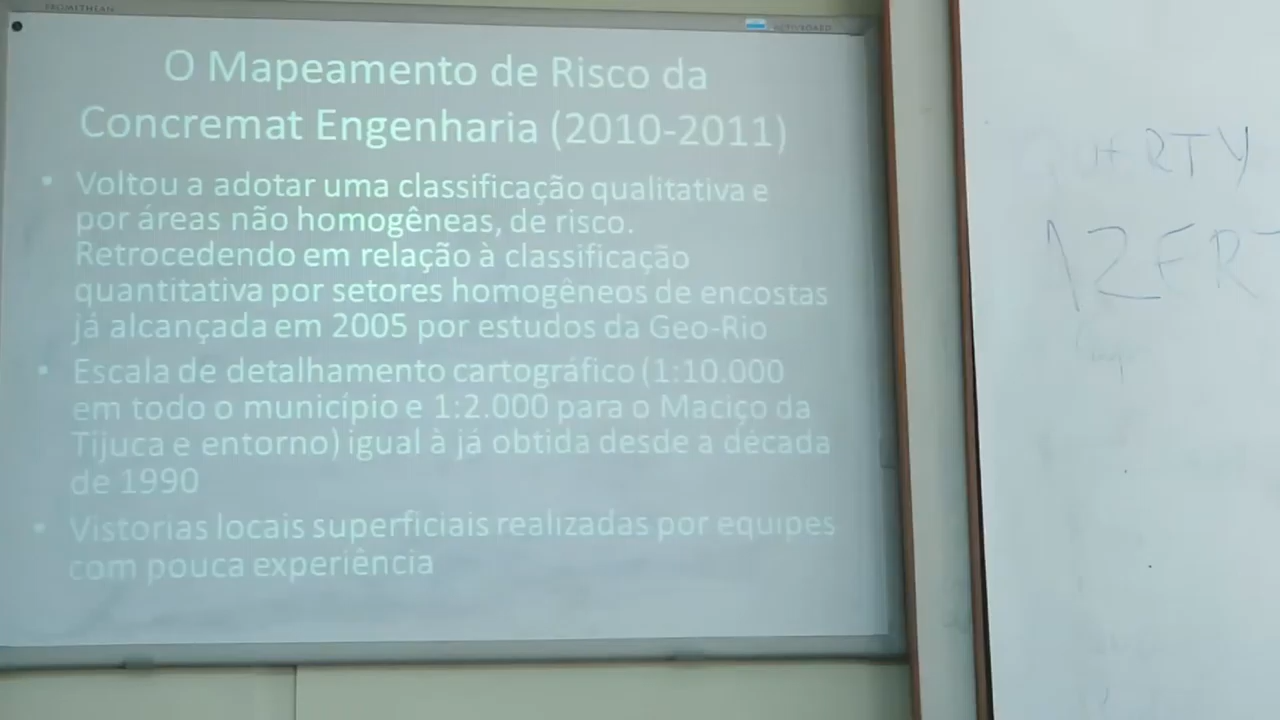 PROMETHEAN
ACTIVBOARD
O Mapeamento de Risco da
Concremat Engenharia (2010-2011)
• Voltou a adotar uma classificação qualitativa e
por áreas não homogêneas, de risco.
Retrocedendo em relação à classificação
quantitativa por setores homogêneos de encostas
já alcançada em 2005 por estudos da Geo-Rio
• Escala de detalhamento cartográfico (1:10.000
em todo o município e 1:2.000 para o Maciço da
Tijuca e entorno) igual à já obtida desde a década
de 1990
• Vistorias locais superficiais realizadas por equipes
com pouca experiência
AZERT